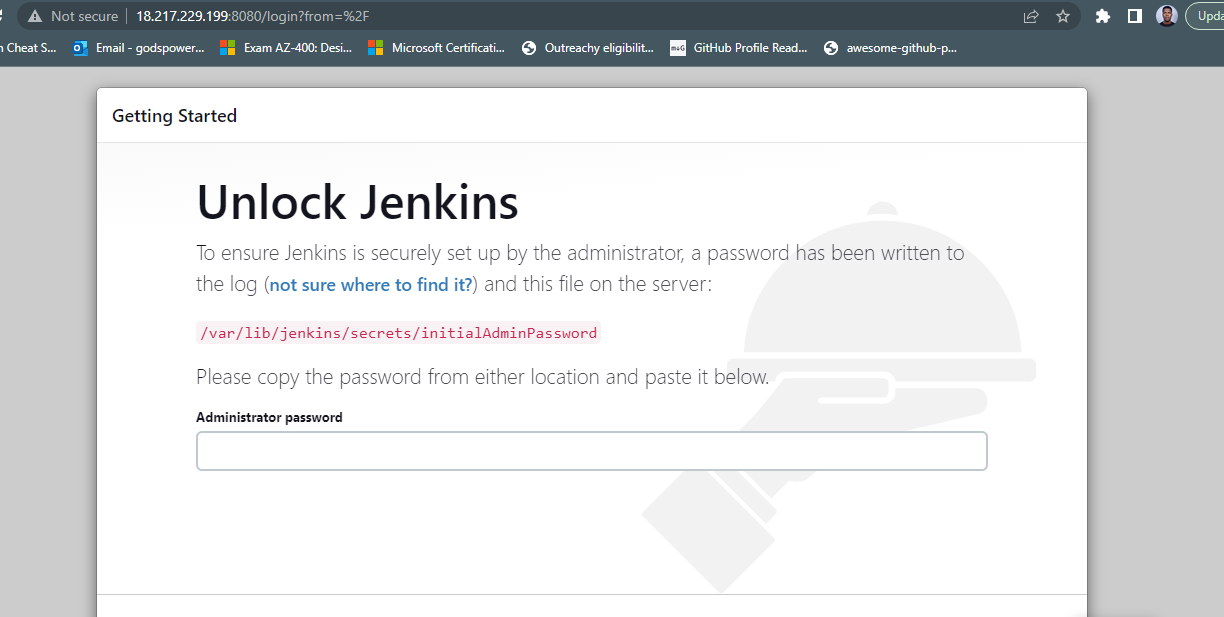 Not secure 18.217.229.199:8080/login?from=%2F Upda
n Cheat S... Email - godspower... Exam AZ-400: Desi... Microsoft Certificati... Outreachy eligibilit... GitHub Profile Read... awesome-github-p...
Getting Started
Unlock Jenkins
To ensure Jenkins is securely set up by the administrator, a password has been written to
the log (not sure where to find it?) and this file on the server:
/var/lib/jenkins/secrets/initialAdminPassword
Please copy the password from either location and paste it below.
Administrator password